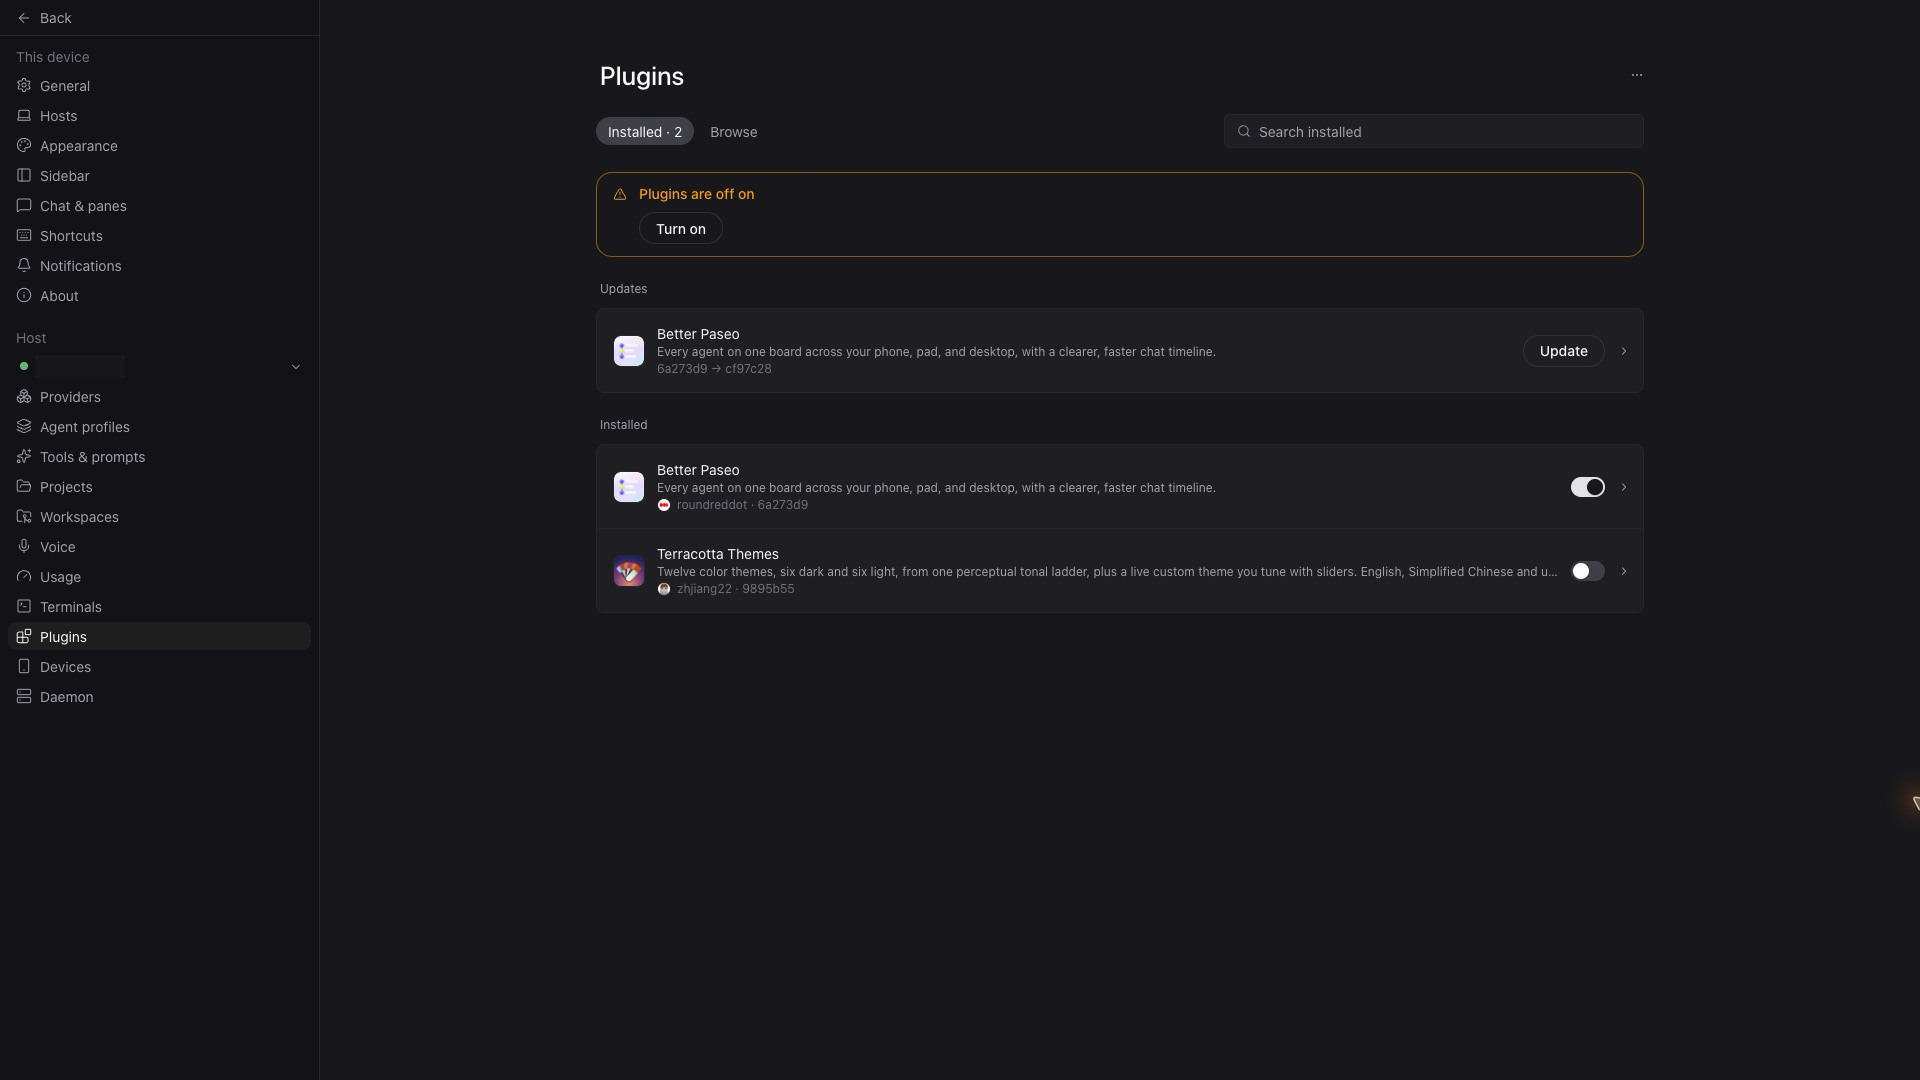 Back
This device
General
Hosts
Appearance
Sidebar
Chat & panes
Shortcuts
Notifications
About
Host
Providers
Agent profiles
Tools & prompts
Projects
Workspaces
Voice
Usage
Terminals
Plugins
Devices
Daemon
Plugins
Installed · 2
Browse
Search installed
Plugins are off on
Turn on
Updates
Better Paseo
Every agent on one board across your phone, pad, and desktop, with a clearer, faster chat timeline.
6a273d9 → cf97c28
Update
Installed
Better Paseo
Every agent on one board across your phone, pad, and desktop, with a clearer, faster chat timeline.
roundreddot · 6a273d9
Terracotta Themes
Twelve color themes, six dark and six light, from one perceptual tonal ladder, plus a live custom theme you tune with sliders. English, Simplified Chinese and u...
zhjiang22 · 9895b55